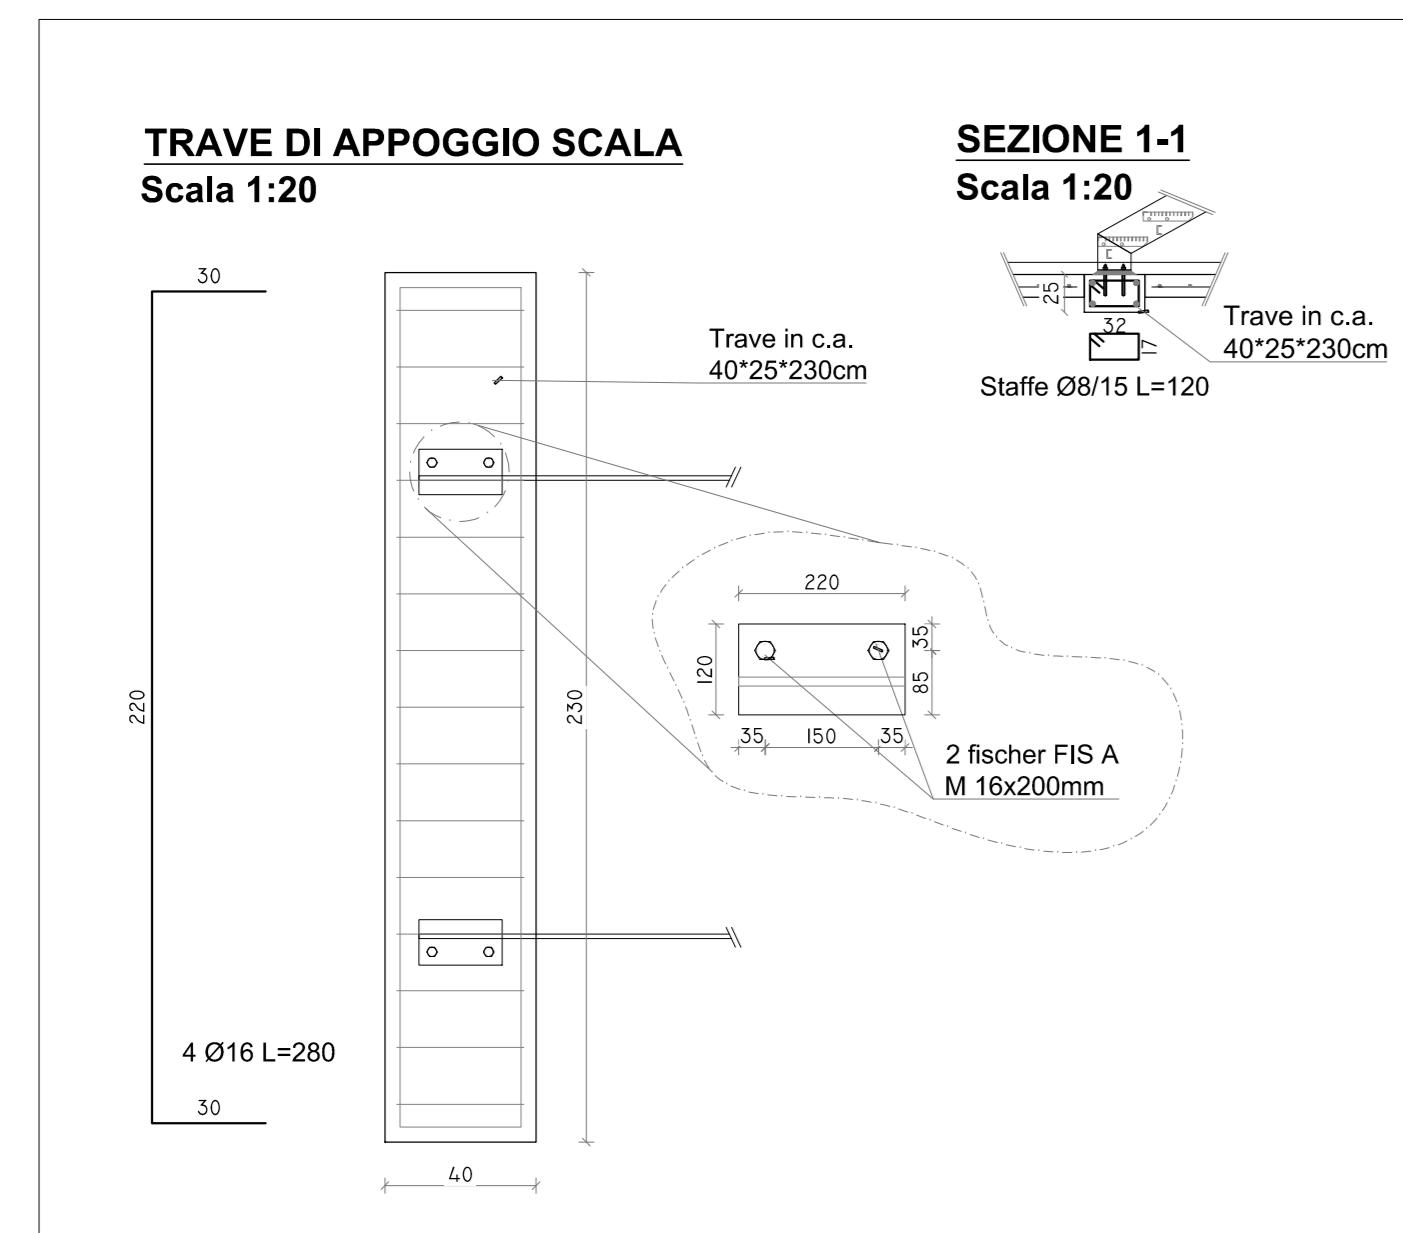 TRAVE DI APPOGGIO SCALA
Scala 1:20
SEZIONE 1-1
Scala 1:20
25
32
17
Trave in c.a.
40*25*230cm
Staffe Ø8/15 L=120
30
220
30
4 Ø16 L=280
Trave in c.a.
40*25*230cm
230
40
220
120
35
85
35
150
35
2 fischer FIS A
M 16x200mm